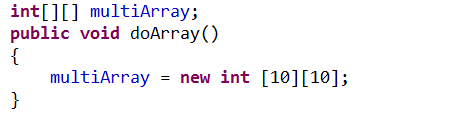 int[][] multiArray;
public void doArray()
{
    multiArray = new int [10][10];
}